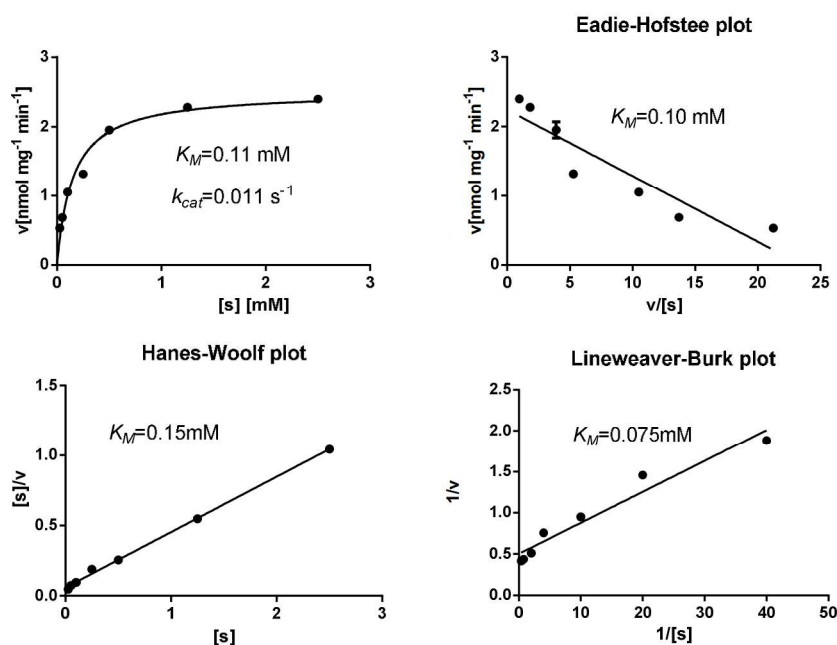 3
2
1
0
v[nmol mg⁻¹ min⁻¹]
K_M=0.11 mM
k_cat=0.011 s⁻¹
0 1 2 3
[s] [mM]
Eadie-Hofstee plot
3
2
1
0
v[nmol mg⁻¹ min⁻¹]
K_M=0.10 mM
0 5 10 15 20 25
v/[s]
Hanes-Woolf plot
1.5
1.0
0.5
0.0
[s]/v
K_M=0.15mM
0 1 2 3
[s]
Lineweaver-Burk plot
2.5
2.0
1.5
1.0
0.5
0.0
1/v
K_M=0.075mM
0 10 20 30 40 50
1/[s]